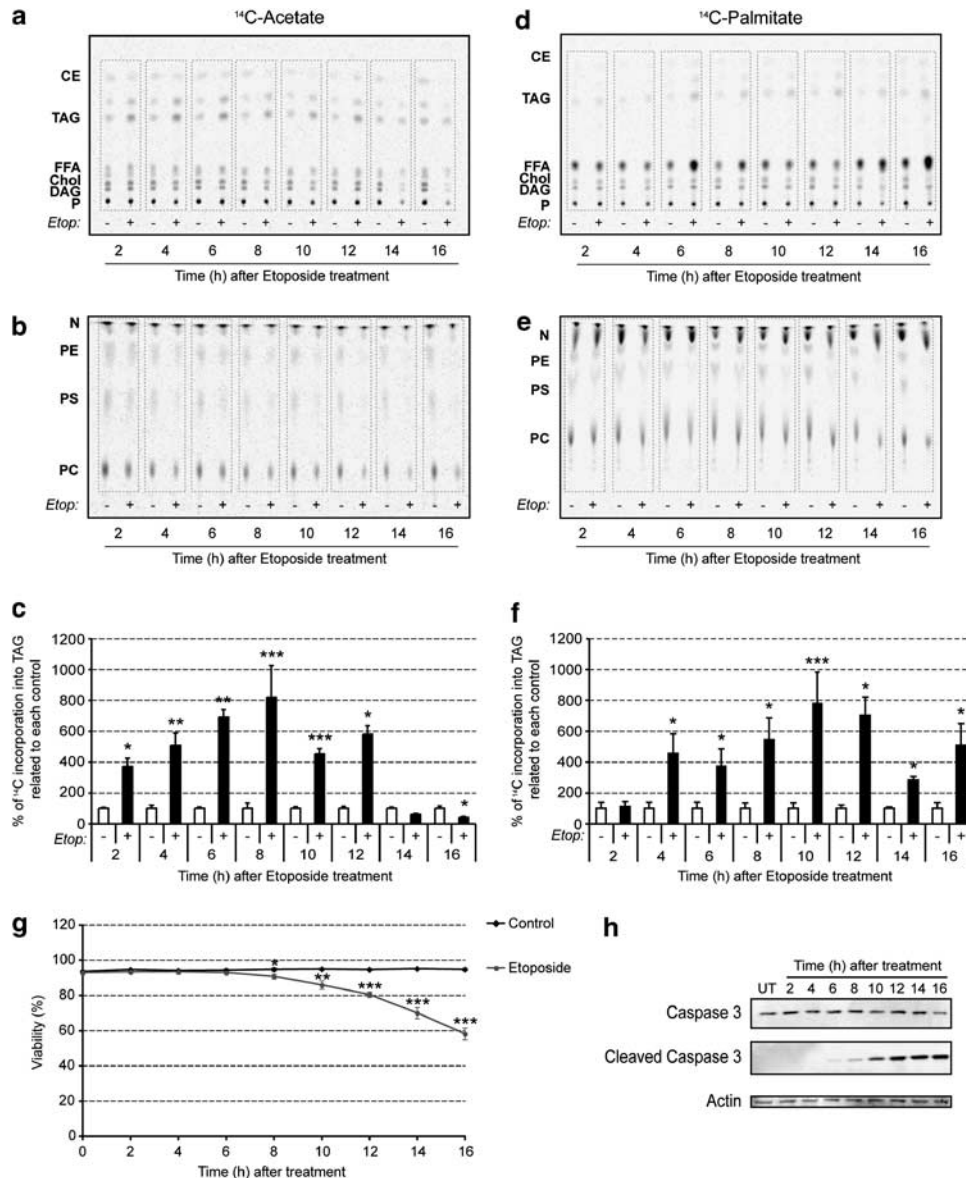 a
¹⁴C-Acetate
CE
TAG
FFA
Chol
DAG
P
Etop: - + - + - + - + - + - + - + - +
2 4 6 8 10 12 14 16
Time (h) after Etoposide treatment
d
¹⁴C-Palmitate
CE
TAG
FFA
Chol
DAG
P
Etop: - + - + - + - + - + - + - + - +
2 4 6 8 10 12 14 16
Time (h) after Etoposide treatment
b
N
PE
PS
PC
Etop: - + - + - + - + - + - + - + - +
2 4 6 8 10 12 14 16
Time (h) after Etoposide treatment
e
N
PE
PS
PC
Etop: - + - + - + - + - + - + - + - +
2 4 6 8 10 12 14 16
Time (h) after Etoposide treatment
c
% of ¹⁴C incorporation into TAG
related to each control
1200
1000
800
600
400
200
0
* ** ** *** *** * *
Etop: - + - + - + - + - + - + - + - +
2 4 6 8 10 12 14 16
Time (h) after Etoposide treatment
f
% of ¹⁴C incorporation into TAG
related to each control
1200
1000
800
600
400
200
0
* * * *** * * *
Etop: - + - + - + - + - + - + - + - +
2 4 6 8 10 12 14 16
Time (h) after Etoposide treatment
g
Viability (%)
120
100
80
60
40
20
0
* ** *** *** ***
0 2 4 6 8 10 12 14 16
Time (h) after treatment
Control
Etoposide
h
Time (h) after treatment
UT 2 4 6 8 10 12 14 16
Caspase 3
Cleaved Caspase 3
Actin